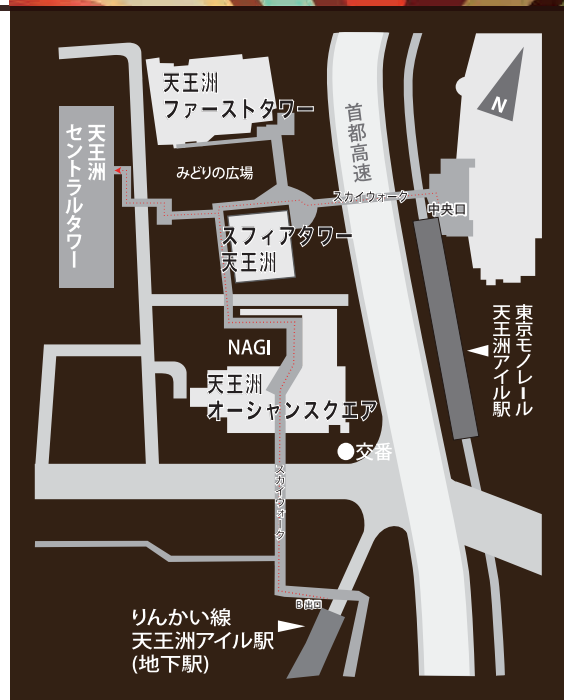 天王洲
ファーストタワー
首都高速
N
天王洲
セントラルタワー
みどりの広場
スカイウォーク
中央口
スフィアタワー
天王洲
東京モノレール
天王洲アイル駅
NAGI
天王洲
オーシャンスクエア
交番
スカイウォーク
B出口
りんかい線
天王洲アイル駅
(地下駅)